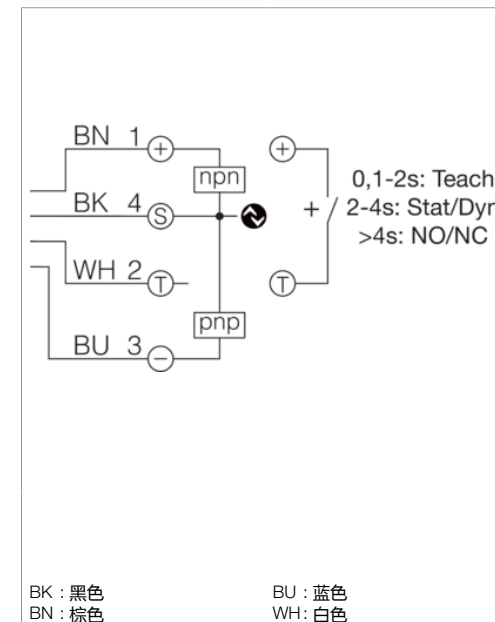 BN 1 +
npn
+
0,1-2s: Teach
BK 4 S
+ 2-4s: Stat/Dyn
>4s: NO/NC
WH 2 T
T
pnp
BU 3 −
BK : 黑色
BU : 蓝色
BN : 棕色
WH : 白色